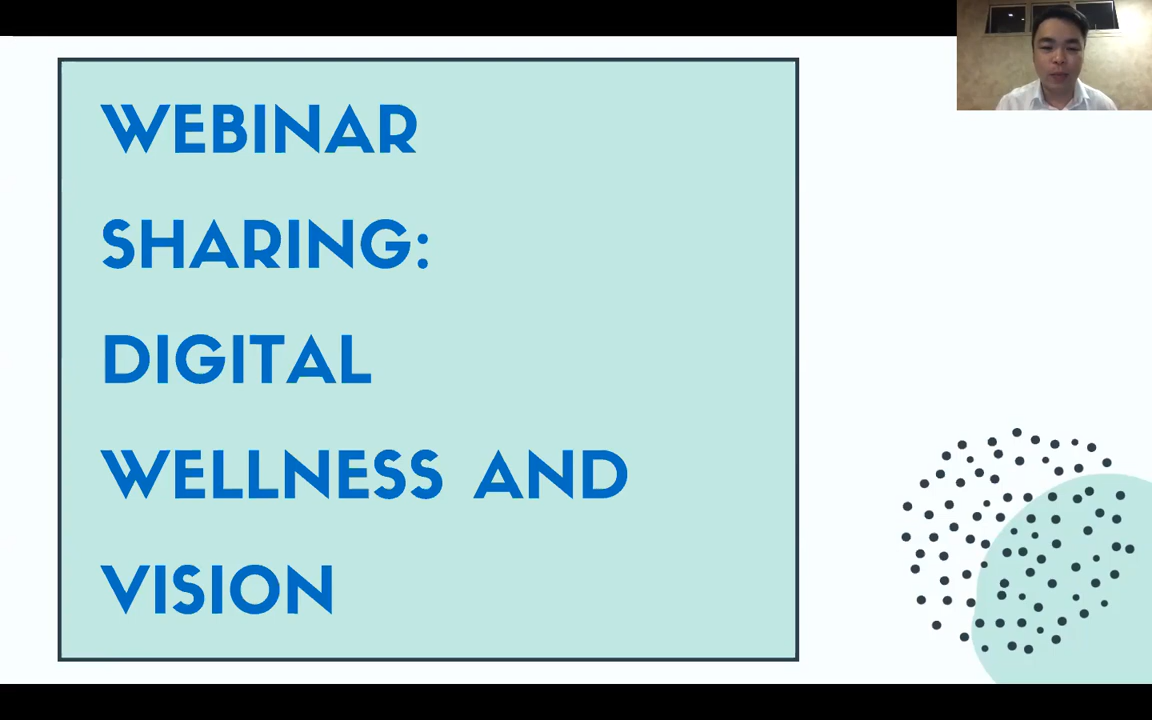 WEBINAR
SHARING:
DIGITAL
WELLNESS AND
VISION